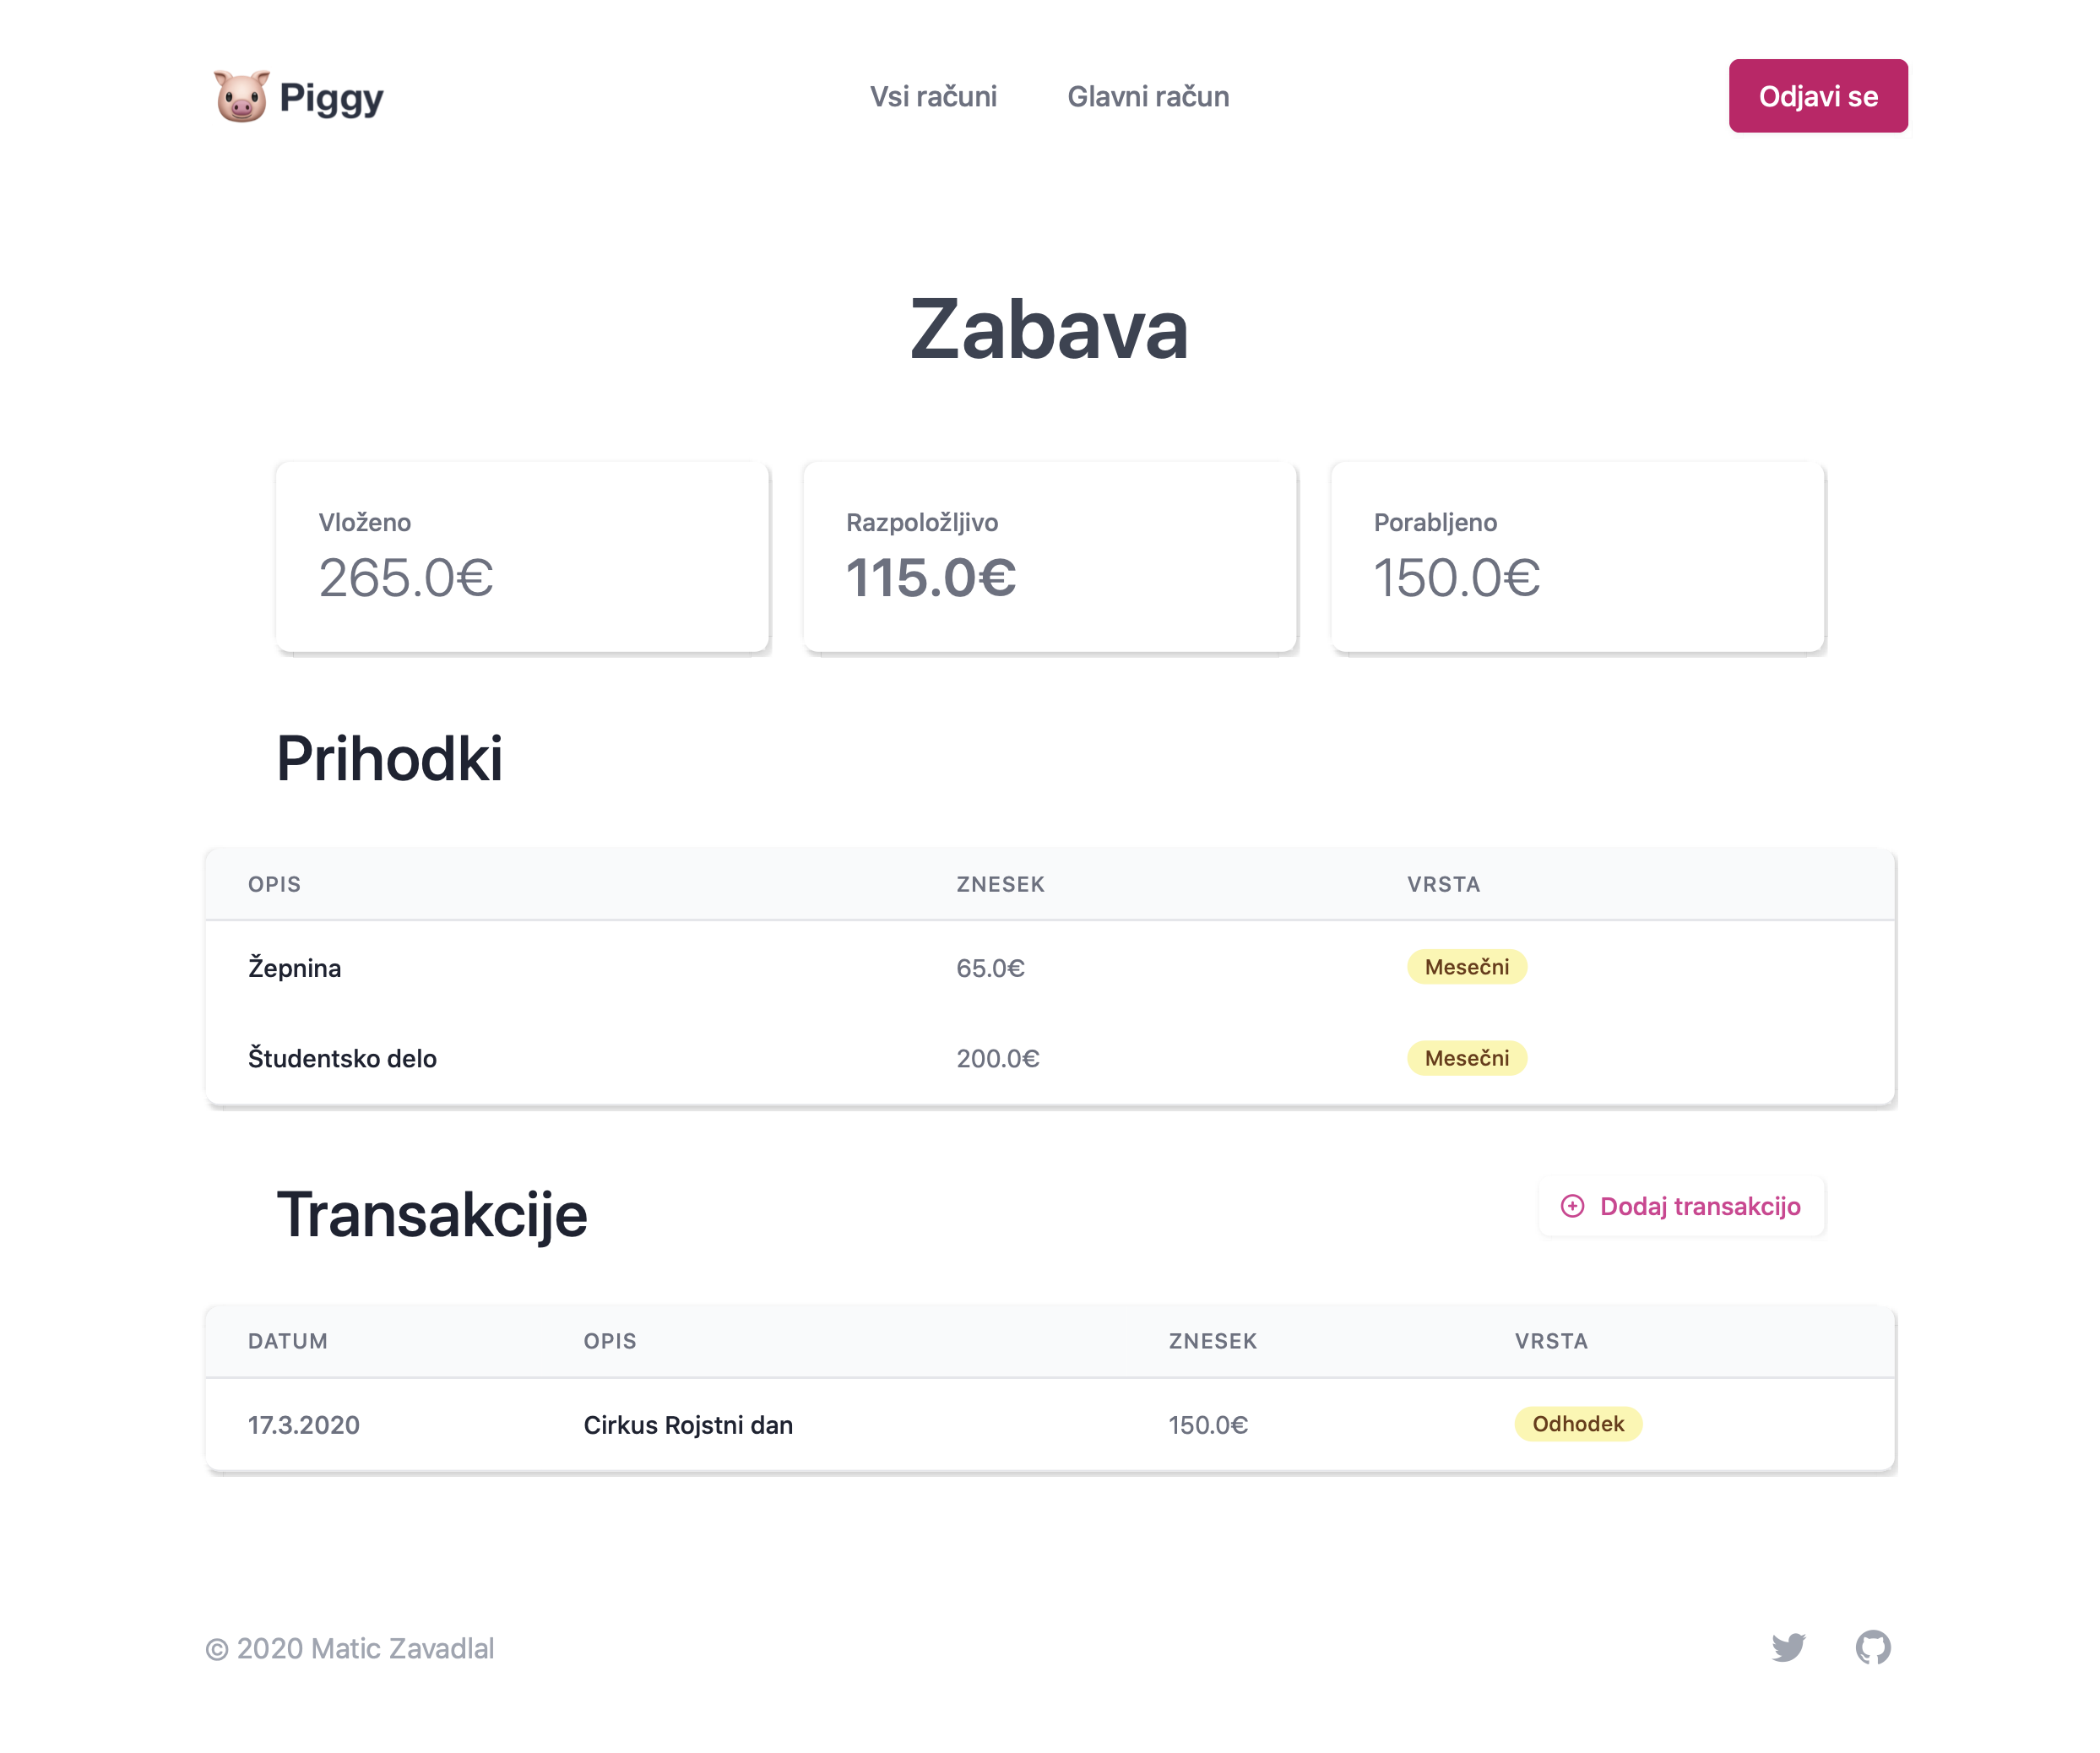 Piggy Vsi računi Glavni račun Odjavi se
Zabava
Vloženo Razpoložljivo Porabljeno
265.0€ 115.0€ 150.0€
Prihodki
OPIS ZNESEK VRSTA
Žepnina 65.0€ Mesečni
Študentsko delo 200.0€ Mesečni
Transakcije Dodaj transakcijo
DATUM OPIS ZNESEK VRSTA
17.3.2020 Cirkus Rojstni dan 150.0€ Odhodek
© 2020 Matic Zavadlal